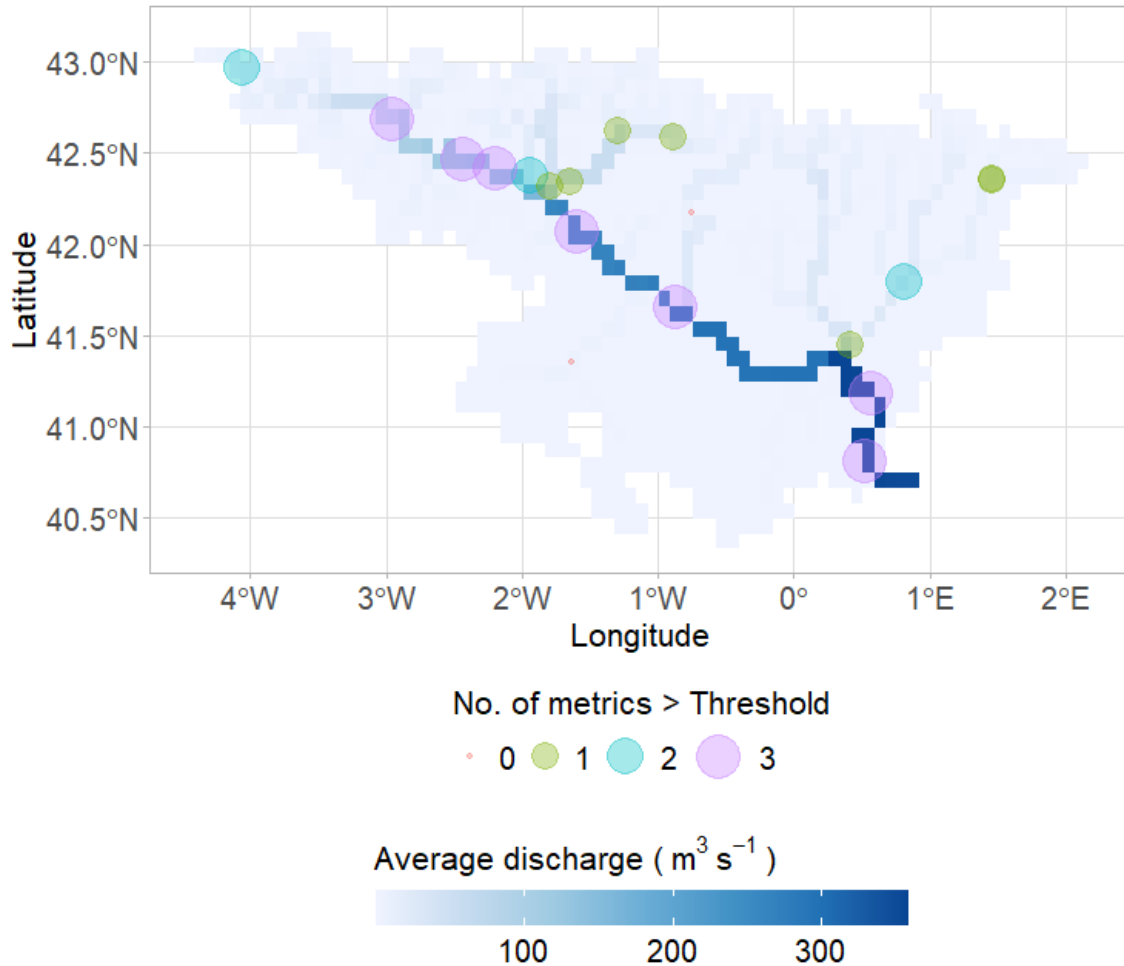 43.0°N
42.5°N
42.0°N
41.5°N
41.0°N
40.5°N
Latitude
4°W 3°W 2°W 1°W 0° 1°E 2°E
Longitude
No. of metrics > Threshold
0 1 2 3
Average discharge ( m³ s⁻¹ )
100 200 300